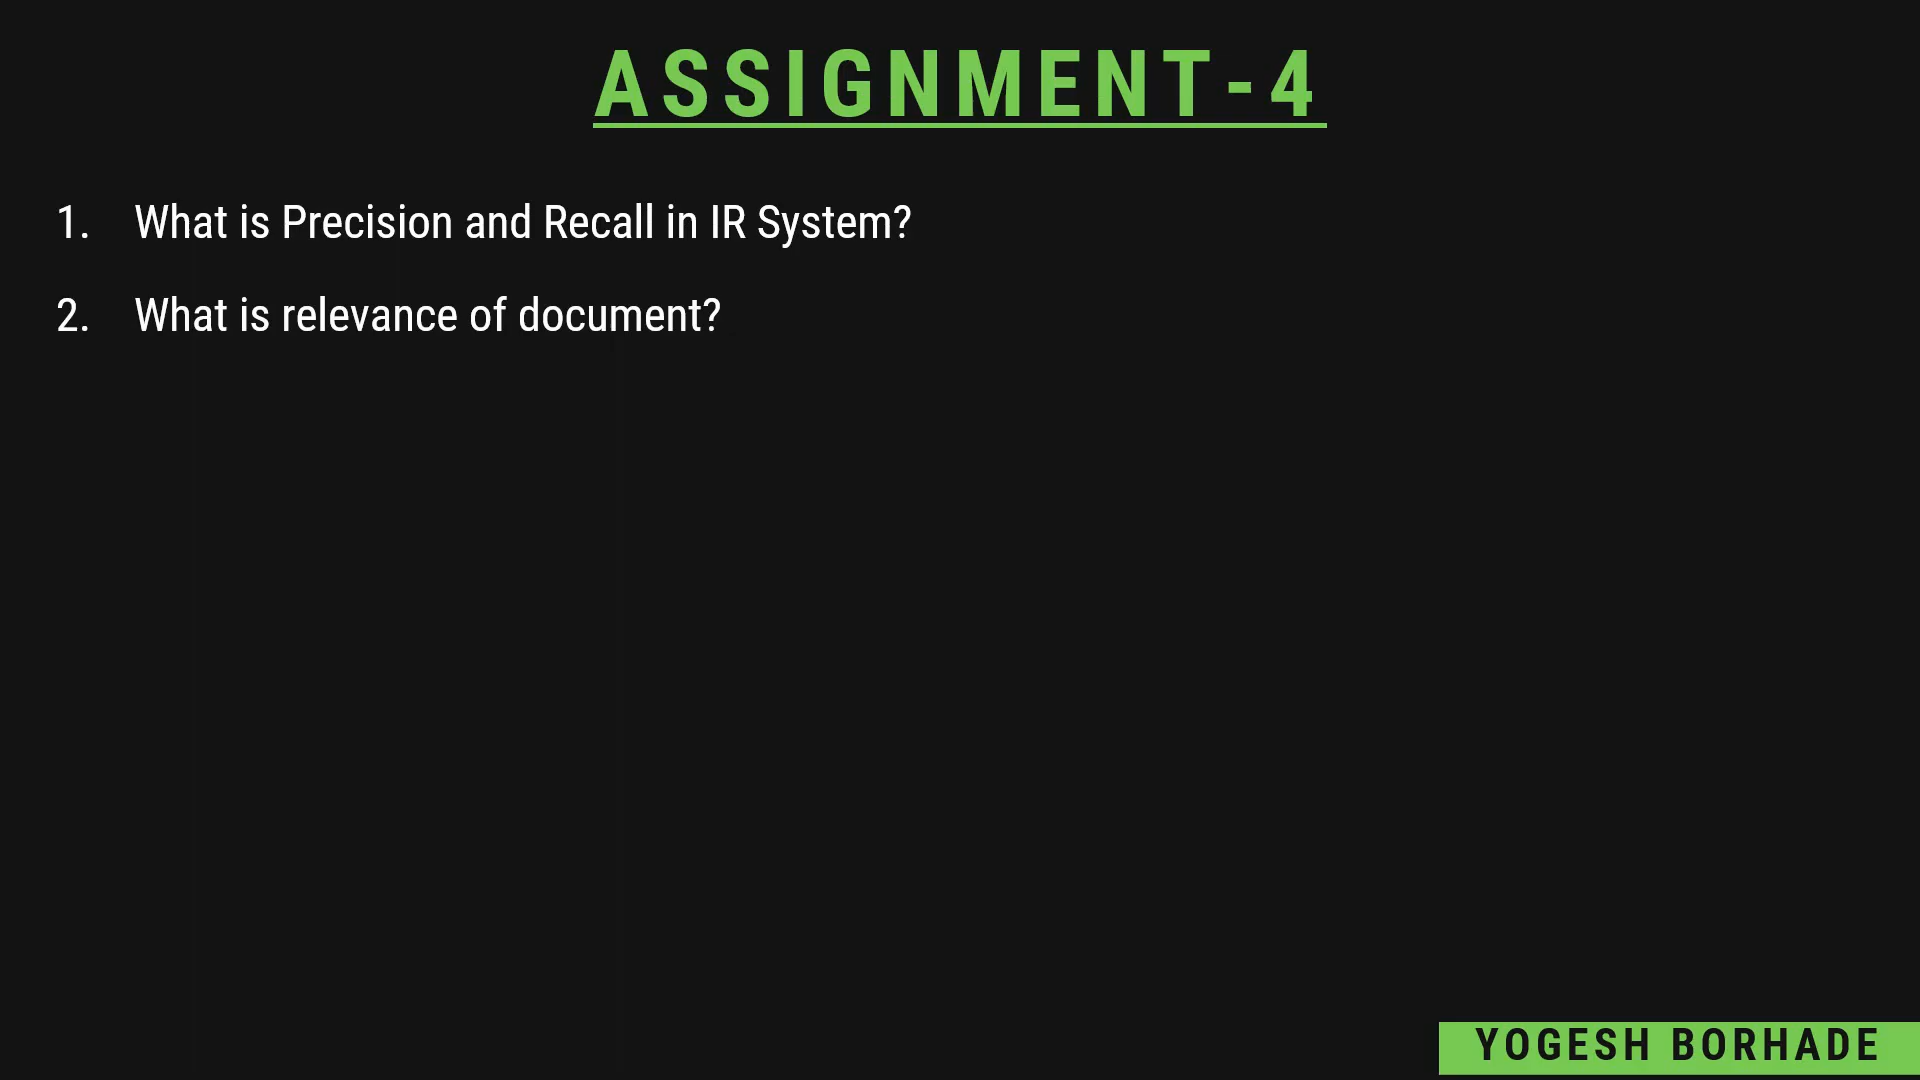 ASSIGNMENT-4
1. What is Precision and Recall in IR System?
2. What is relevance of document?
YOGESH BORHADE